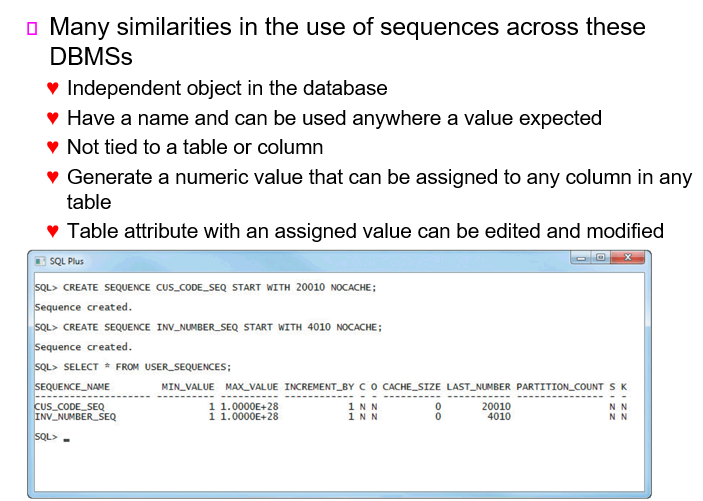 Many similarities in the use of sequences across these
DBMSs
Independent object in the database
Have a name and can be used anywhere a value expected
Not tied to a table or column
Generate a numeric value that can be assigned to any column in any
table
Table attribute with an assigned value can be edited and modified
SQL Plus
SQL> CREATE SEQUENCE CUS_CODE_SEQ START WITH 20010 NOCACHE;
Sequence created.
SQL> CREATE SEQUENCE INV_NUMBER_SEQ START WITH 4010 NOCACHE;
Sequence created.
SQL> SELECT * FROM USER_SEQUENCES;
SEQUENCE_NAME MIN_VALUE MAX_VALUE INCREMENT_BY C O CACHE_SIZE LAST_NUMBER PARTITION_COUNT S K
-------------------- ---------- ---------- ------------ - - ---------- ----------- --------------- - -
CUS_CODE_SEQ 1 1.0000E+28 1 N N 0 20010 N N
INV_NUMBER_SEQ 1 1.0000E+28 1 N N 0 4010 N N
SQL> _